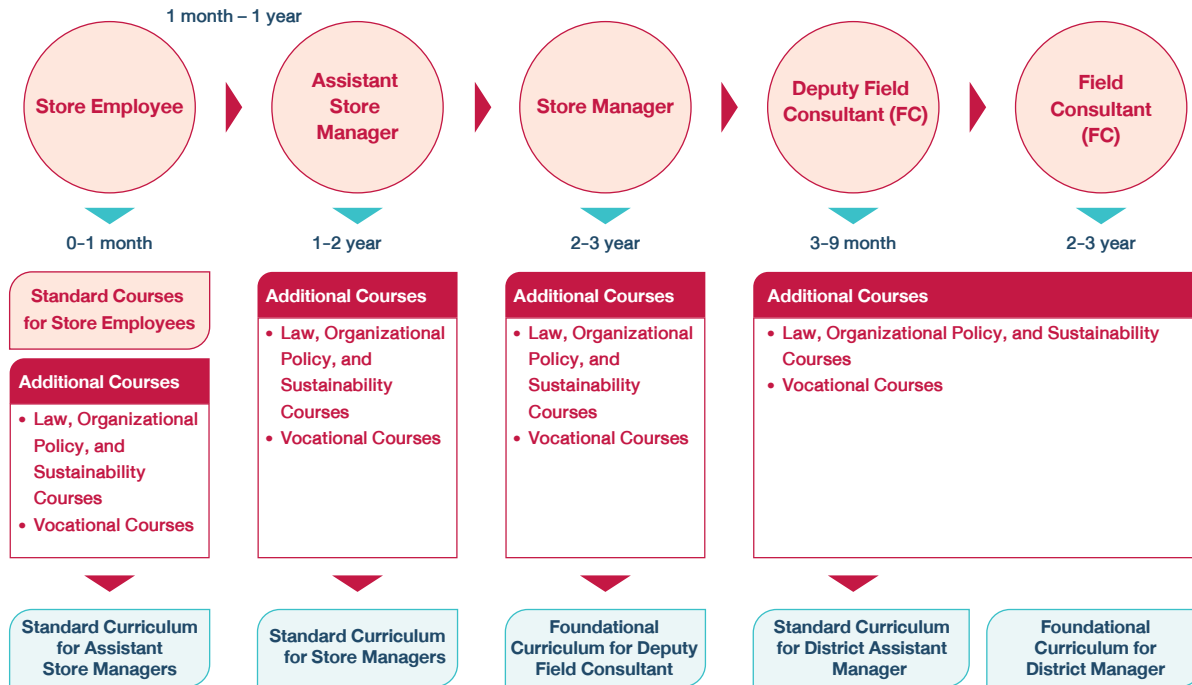 1 month – 1 year
Store Employee
Assistant
Store
Manager
Store Manager
Deputy Field
Consultant (FC)
Field
Consultant
(FC)
0–1 month
1–2 year
2–3 year
3–9 month
2–3 year
Standard Courses
for Store Employees
Additional Courses
• Law, Organizational
Policy, and
Sustainability
Courses
• Vocational Courses
Additional Courses
• Law, Organizational
Policy, and
Sustainability
Courses
• Vocational Courses
Additional Courses
• Law, Organizational
Policy, and
Sustainability
Courses
• Vocational Courses
Additional Courses
• Law, Organizational Policy, and Sustainability
Courses
• Vocational Courses
Standard Curriculum
for Assistant
Store Managers
Standard Curriculum
for Store Managers
Foundational
Curriculum for Deputy
Field Consultant
Standard Curriculum
for District Assistant
Manager
Foundational
Curriculum for
District Manager